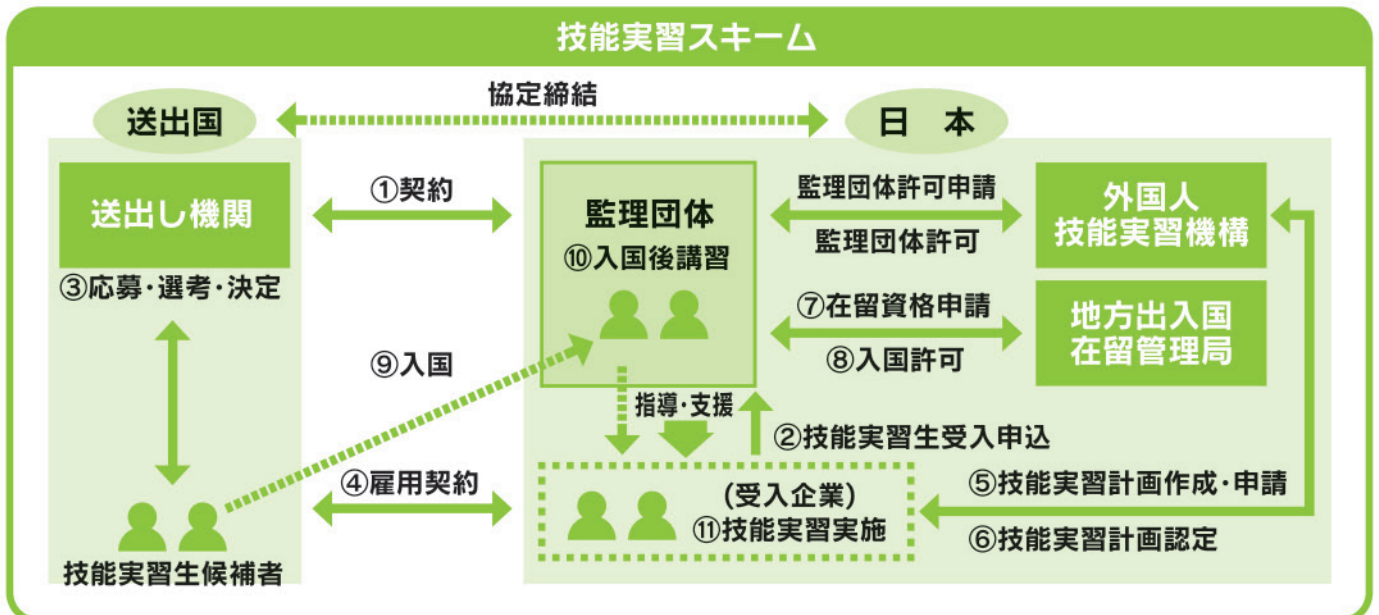 技能実習スキーム
協定締結
送出国
日 本
送出し機関
①契約
監理団体
⑩入国後講習
監理団体許可申請
監理団体許可
外国人
技能実習機構
③応募・選考・決定
⑦在留資格申請
⑧入国許可
地方出入国
在留管理局
⑨入国
指導・支援
②技能実習生受入申込
④雇用契約
(受入企業)
⑪技能実習実施
⑤技能実習計画作成・申請
⑥技能実習計画認定
技能実習生候補者